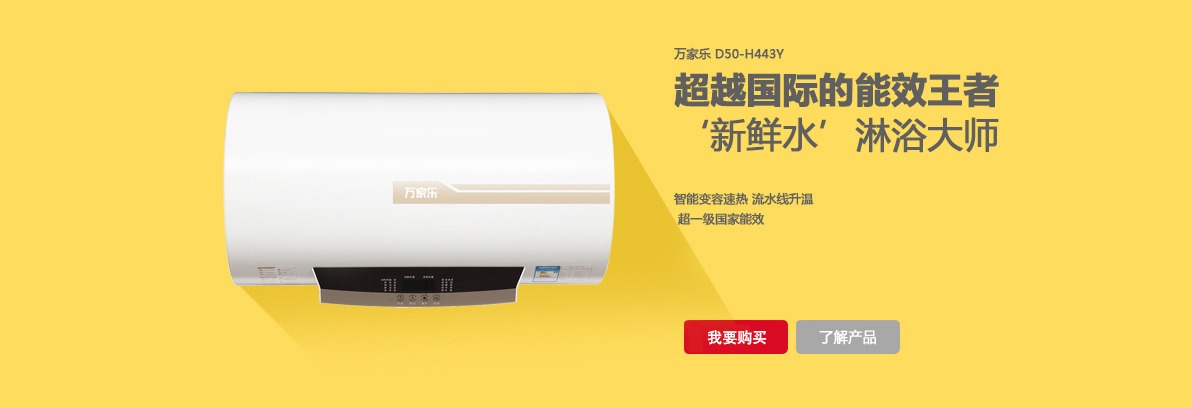 万家乐 D50-H443Y
超越国际的能效王者
‘新鲜水’ 淋浴大师
智能变容速热 流水线升温
超一级国家能效
万家乐
我要购买
了解产品